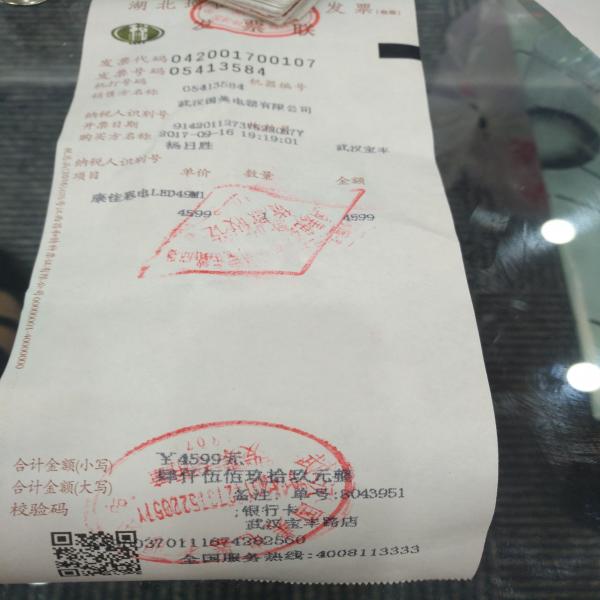 湖北 发票
发票联
发票代码 042001700107
发票号码 05413584
机打号码 05413584 机器编号
销售方名称 武汉国美电器有限公司
纳税人识别号
开票日期 2017-09-16 19:19:01
购买方名称 杨日胜 武汉宝丰
纳税人识别号
项目 单价 数量 金额
康佳彩电LED49M1
4599 4599
合计金额(小写) ￥4599元
合计金额(大写) 肆仟伍佰玖拾玖元整
校验码 备注:单号:8043951
;银行卡
武汉宝丰路店
0370111674282560
全国服务热线:4008113333